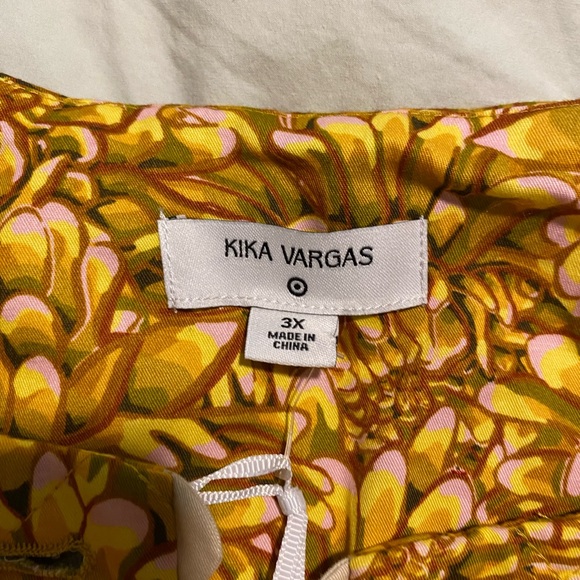 KIKA VARGAS
3X
MADE IN
CHINA